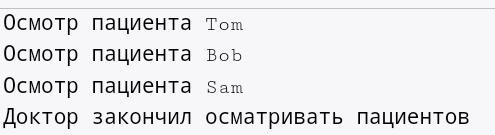 Осмотр пациента Tom
Осмотр пациента Bob
Осмотр пациента Sam
Доктор закончил осматривать пациентов